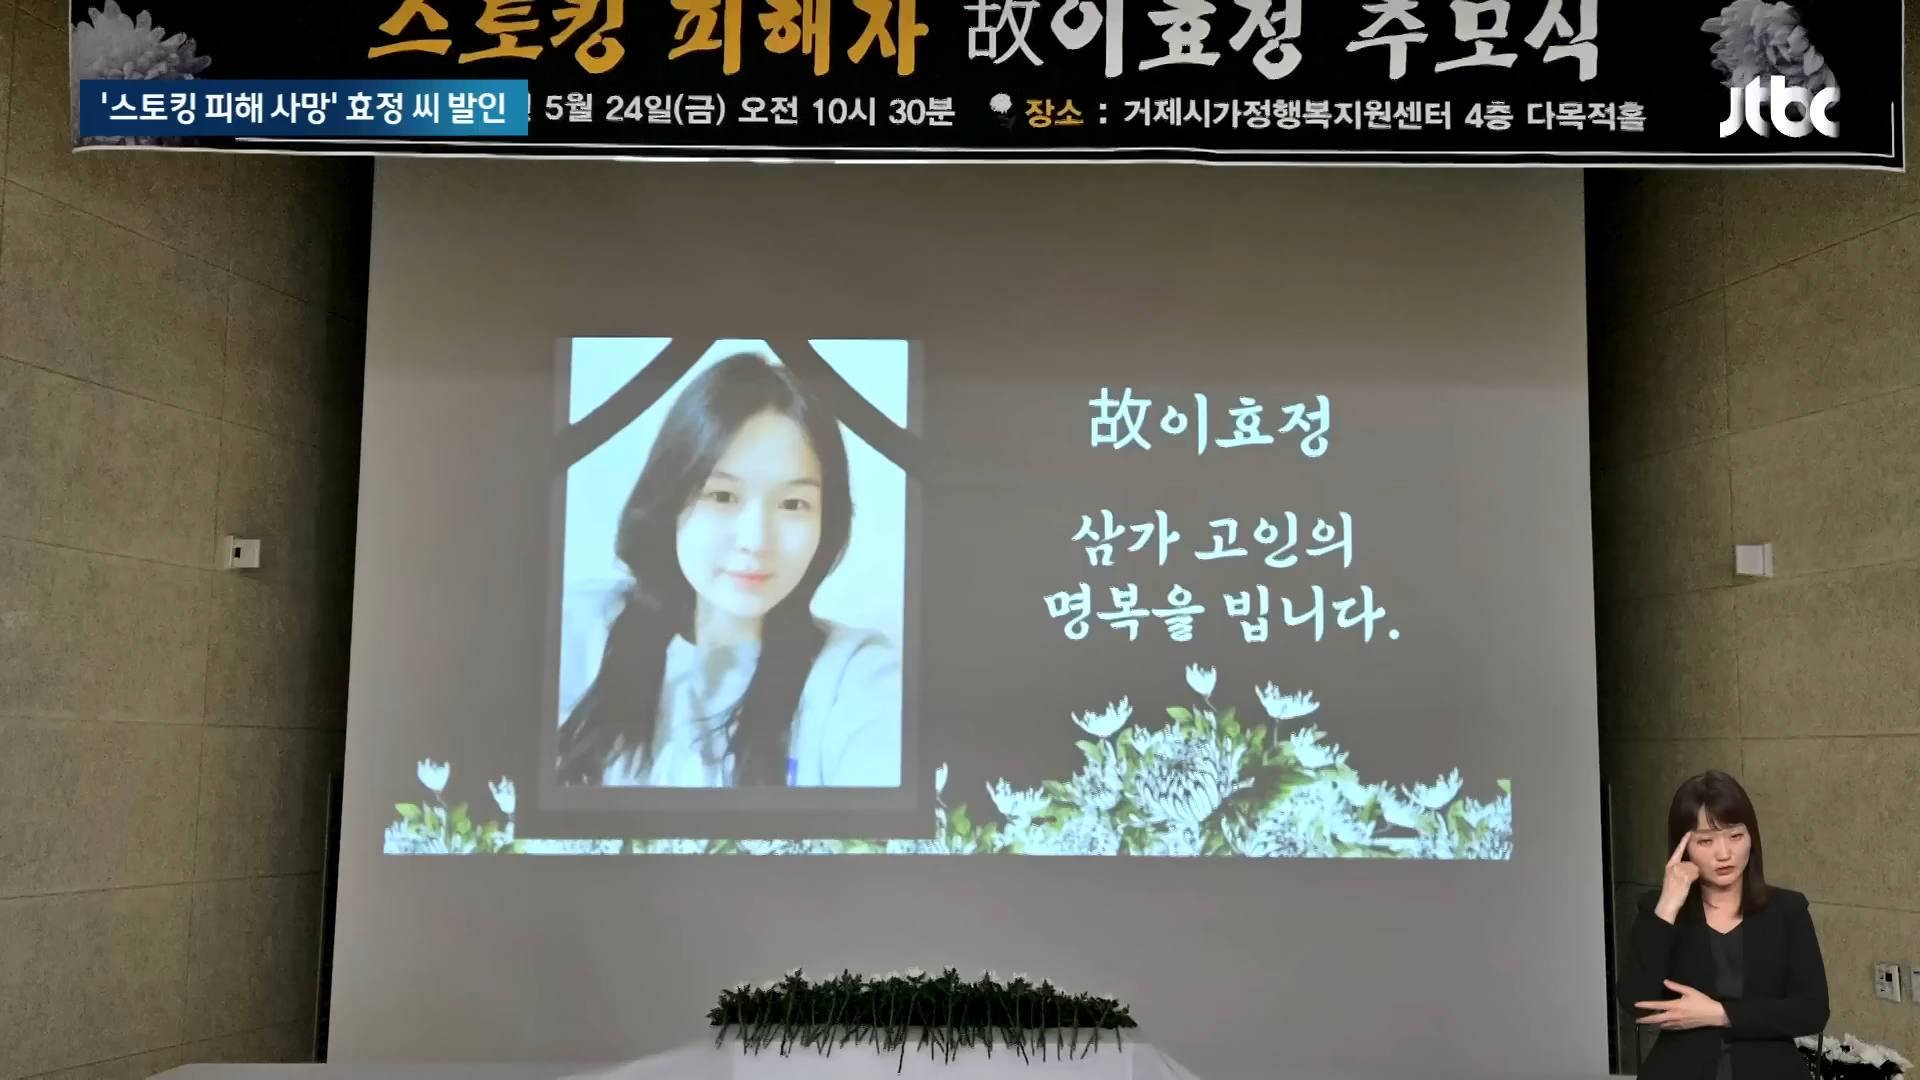 스토킹 피해자 故이효정 추모식
'스토킹 피해 사망' 효정 씨 발인
5월 24일(금) 오전 10시 30분 장소 : 거제시가정행복지원센터 4층 다목적홀
jtbc
故이효정
삼가 고인의
명복을 빕니다.